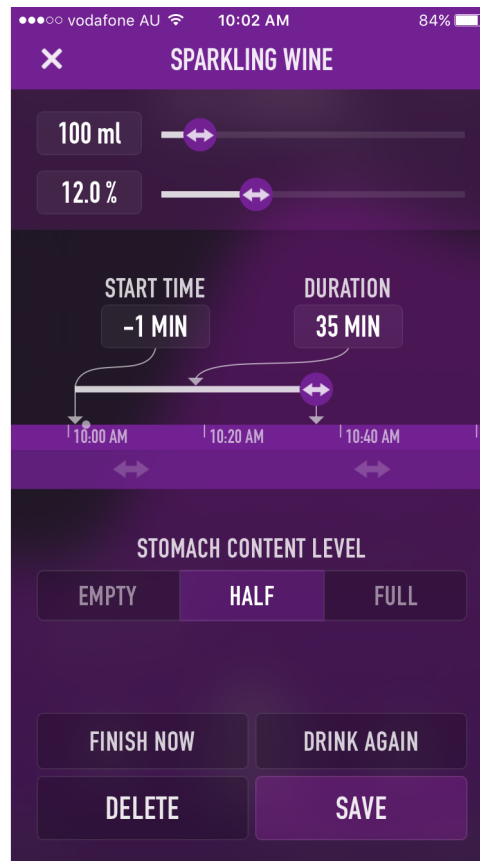 vodafone AU 10:02 AM 84%
SPARKLING WINE
100 ml
12.0 %
START TIME DURATION
-1 MIN 35 MIN
10:00 AM 10:20 AM 10:40 AM
STOMACH CONTENT LEVEL
EMPTY HALF FULL
FINISH NOW DRINK AGAIN
DELETE SAVE